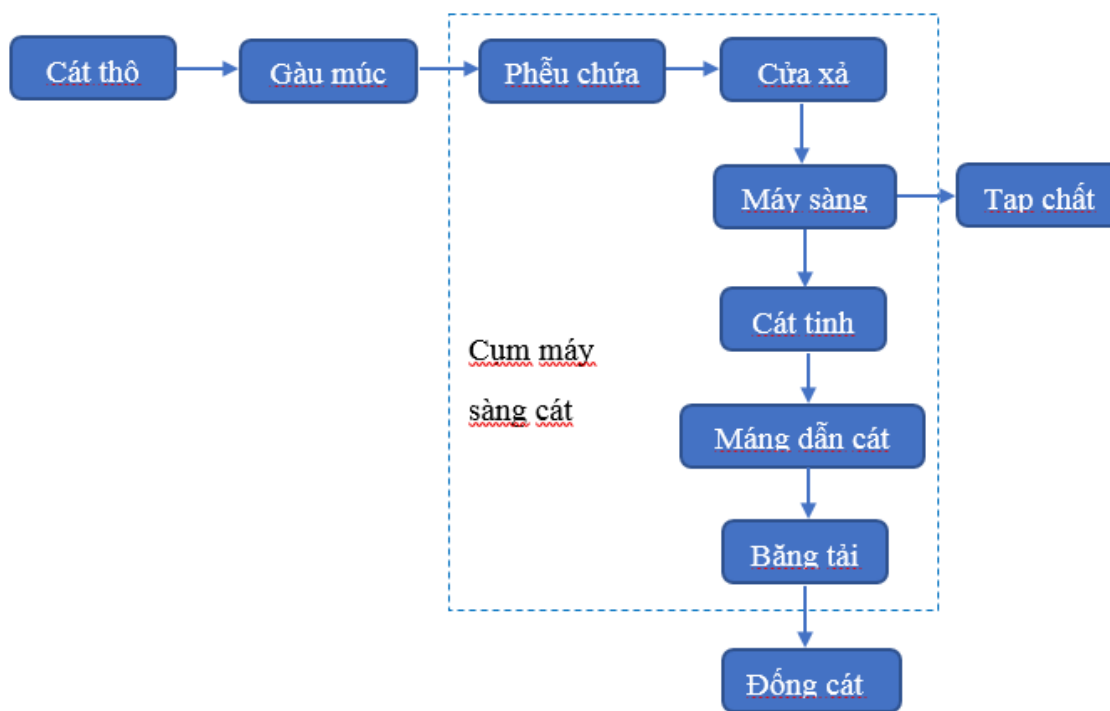 Cát thô
Gàu múc
Phễu chứa
Cửa xả
Máy sàng
Tạp chất
Cát tinh
Cụm máy
sàng cát
Máng dẫn cát
Băng tải
Đống cát